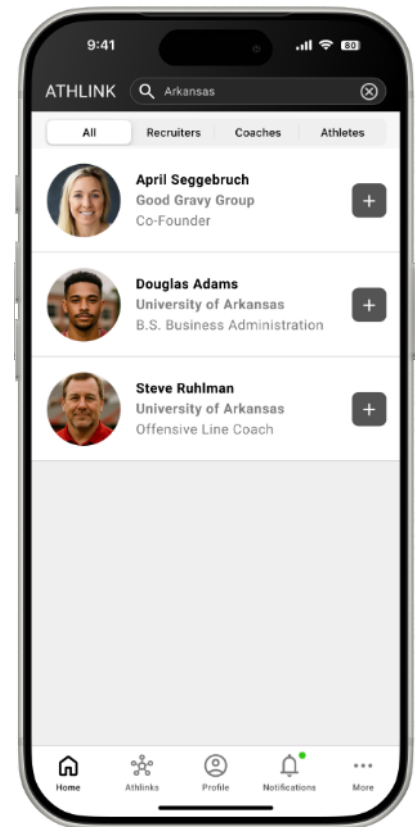 9:41
80
ATHLINK
Arkansas
All Recruiters Coaches Athletes
April Seggebruch
Good Gravy Group
Co-Founder
Douglas Adams
University of Arkansas
B.S. Business Administration
Steve Ruhlman
University of Arkansas
Offensive Line Coach
Home Athlinks Profile Notifications More